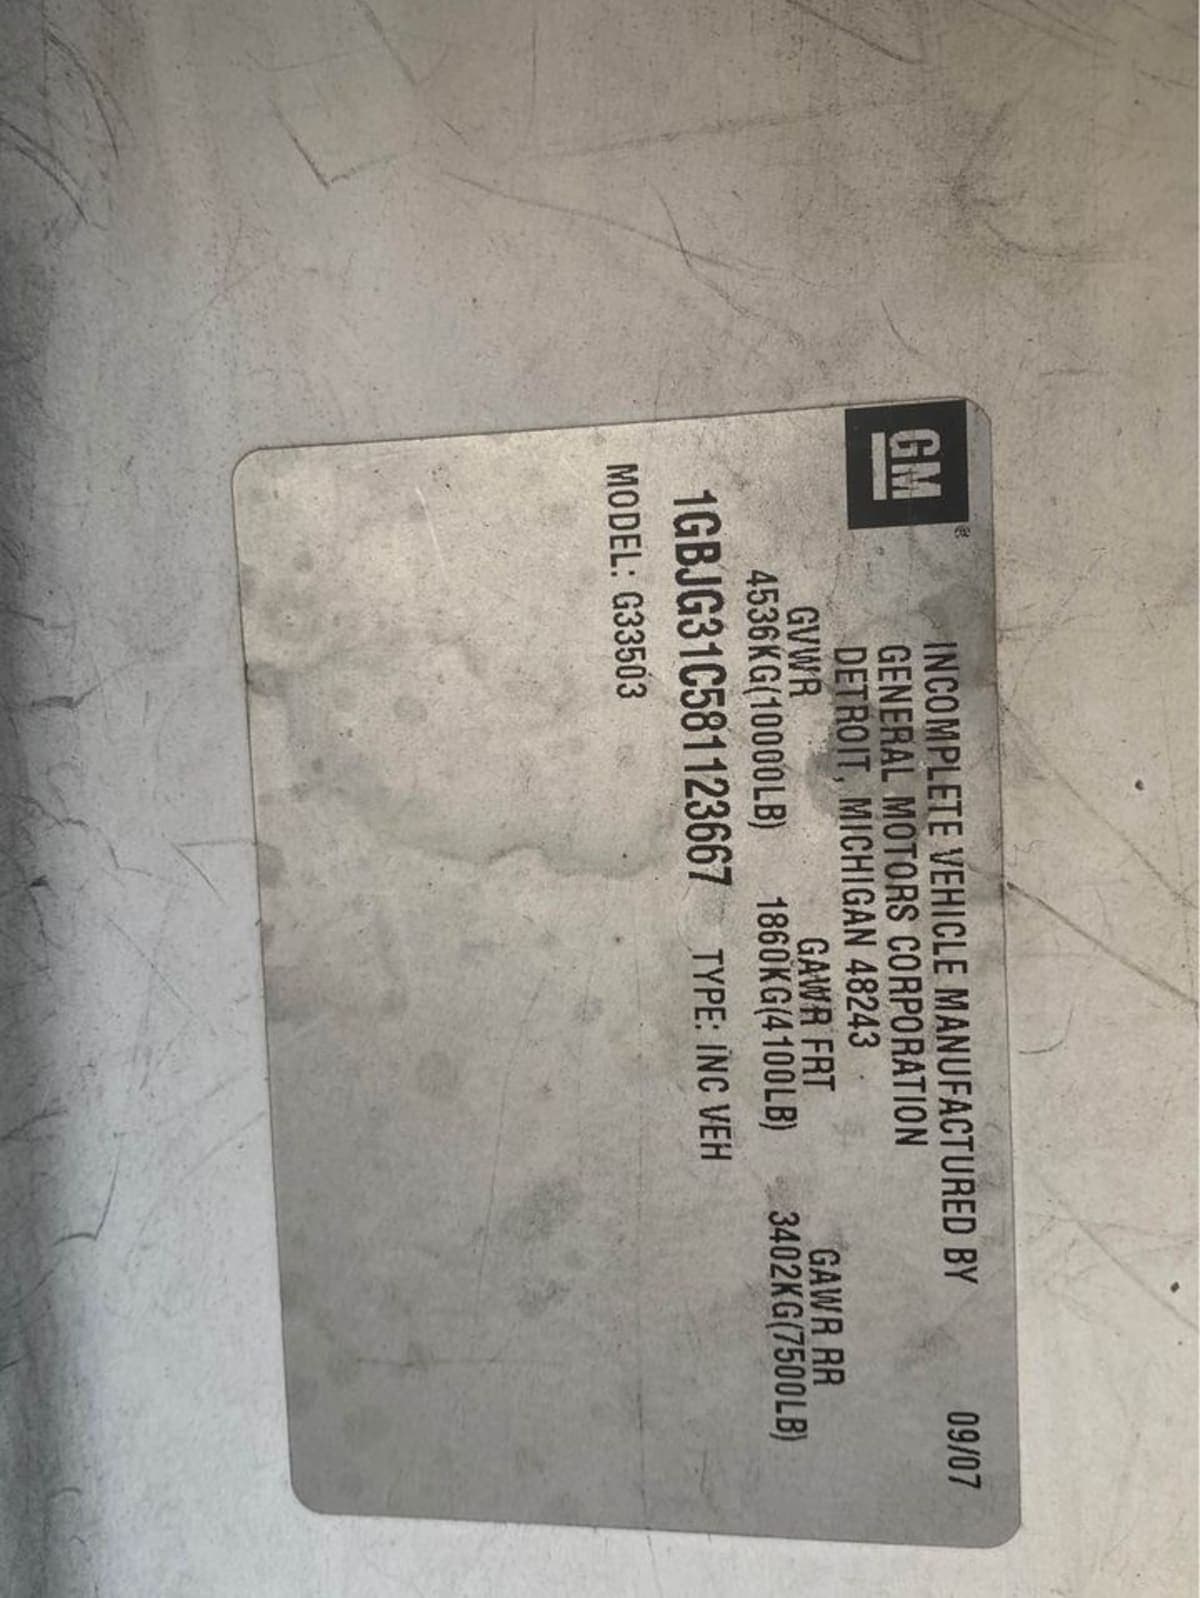 GM®
INCOMPLETE VEHICLE MANUFACTURED BY 09/07
GENERAL MOTORS CORPORATION
DETROIT, MICHIGAN 48243
GVWR GAWR FRT GAWR RR
4536KG(10000LB) 1860KG(4100LB) 3402KG(7500LB)
1GBJG31C581123667 TYPE: INC VEH
MODEL: G33503